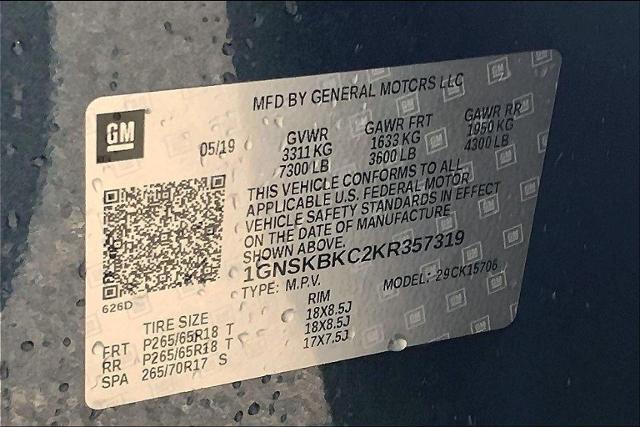 MFD BY GENERAL MOTORS LLC
GM
05/19
GVWR GAWR FRT GAWR RR
3311 KG 1633 KG 1950 KG
7300 LB 3600 LB 4300 LB
THIS VEHICLE CONFORMS TO ALL
APPLICABLE U.S. FEDERAL MOTOR
VEHICLE SAFETY STANDARDS IN EFFECT
ON THE DATE OF MANUFACTURE
SHOWN ABOVE.
1GNSKBKC2KR357319
TYPE: M.P.V. MODEL: 29CK15706
626D
TIRE SIZE RIM
FRT P265/65R18 T 18X8.5J
RR P265/65R18 T 18X8.5J
SPA 265/70R17 S 17X7.5J